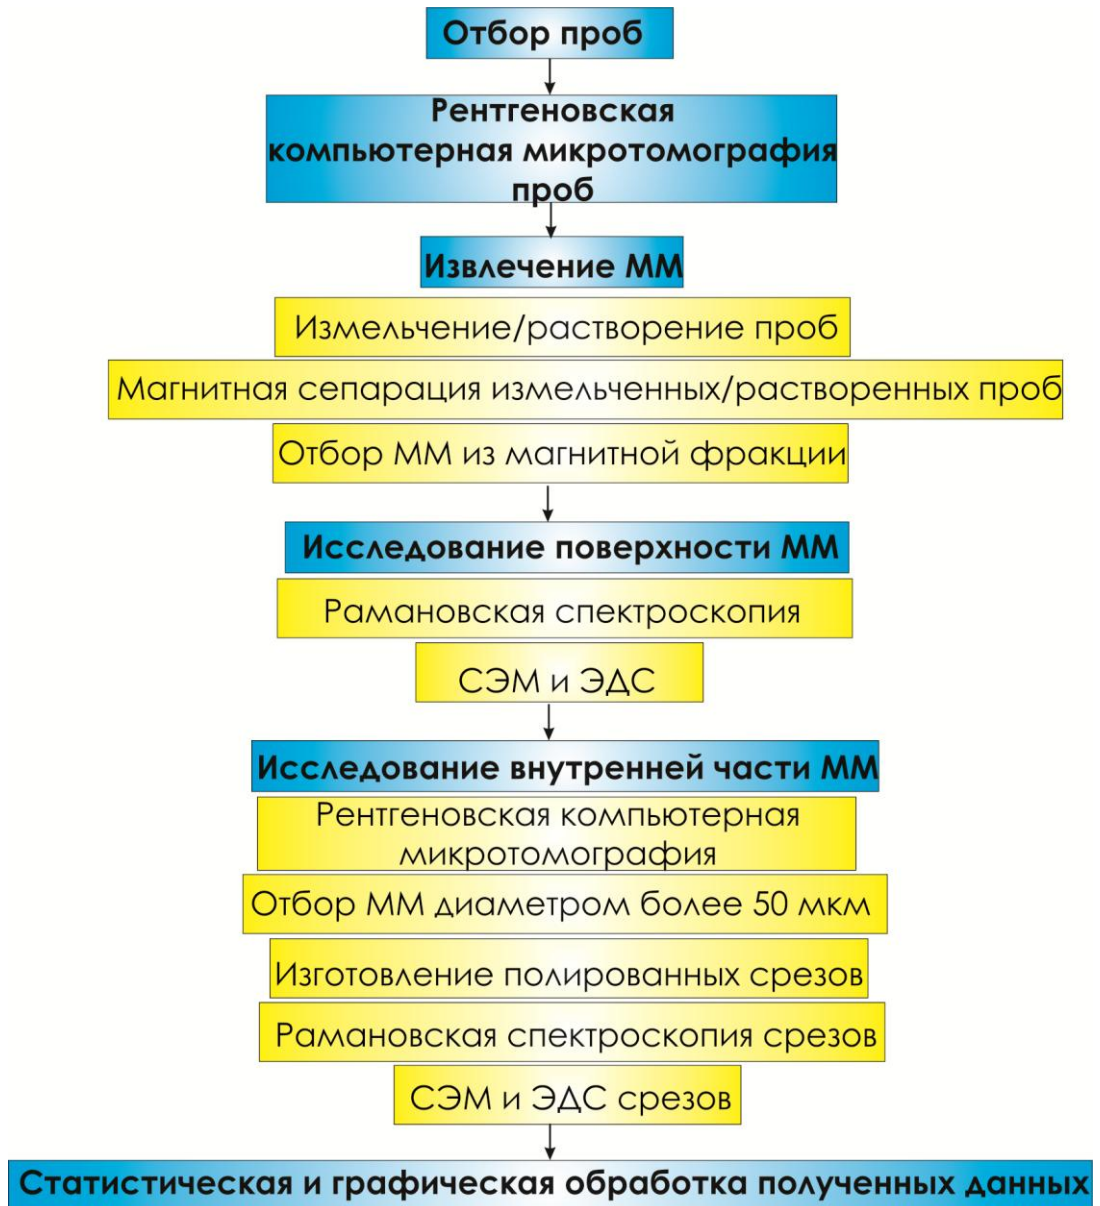 Отбор проб
Рентгеновская
компьютерная микротомография
проб
Извлечение ММ
Измельчение/растворение проб
Магнитная сепарация измельченных/растворенных проб
Отбор ММ из магнитной фракции
Исследование поверхности ММ
Рамановская спектроскопия
СЭМ и ЭДС
Исследование внутренней части ММ
Рентгеновская компьютерная
микротомография
Отбор ММ диаметром более 50 мкм
Изготовление полированных срезов
Рамановская спектроскопия срезов
СЭМ и ЭДС срезов
Статистическая и графическая обработка полученных данных